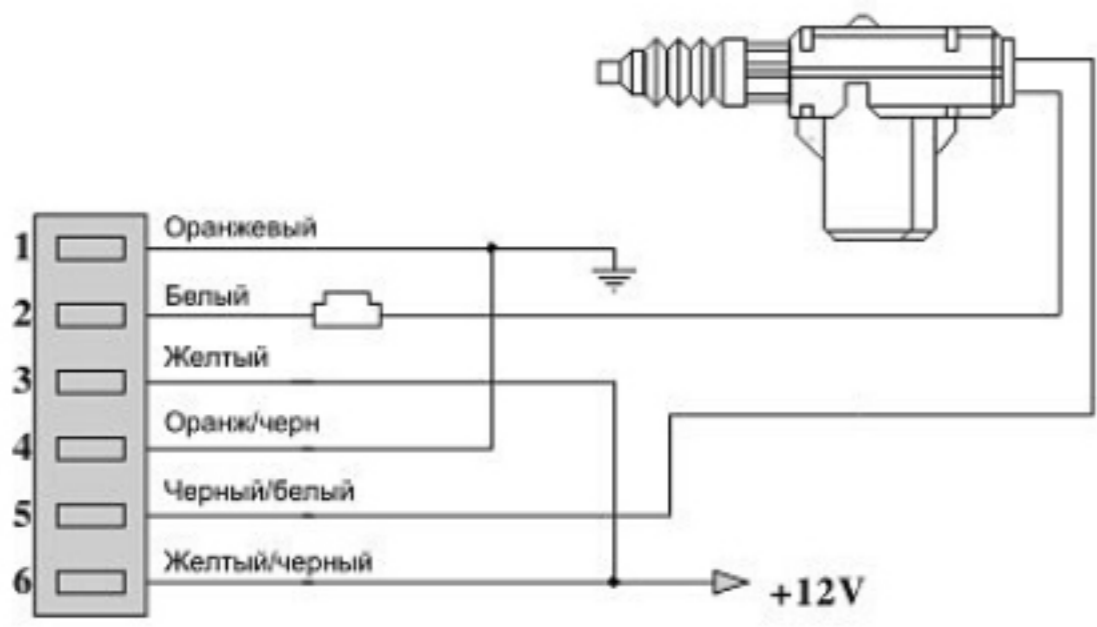 1 Оранжевый
2 Белый
3 Желтый
4 Оранж/черн
5 Черный/белый
6 Желтый/черный
+12V